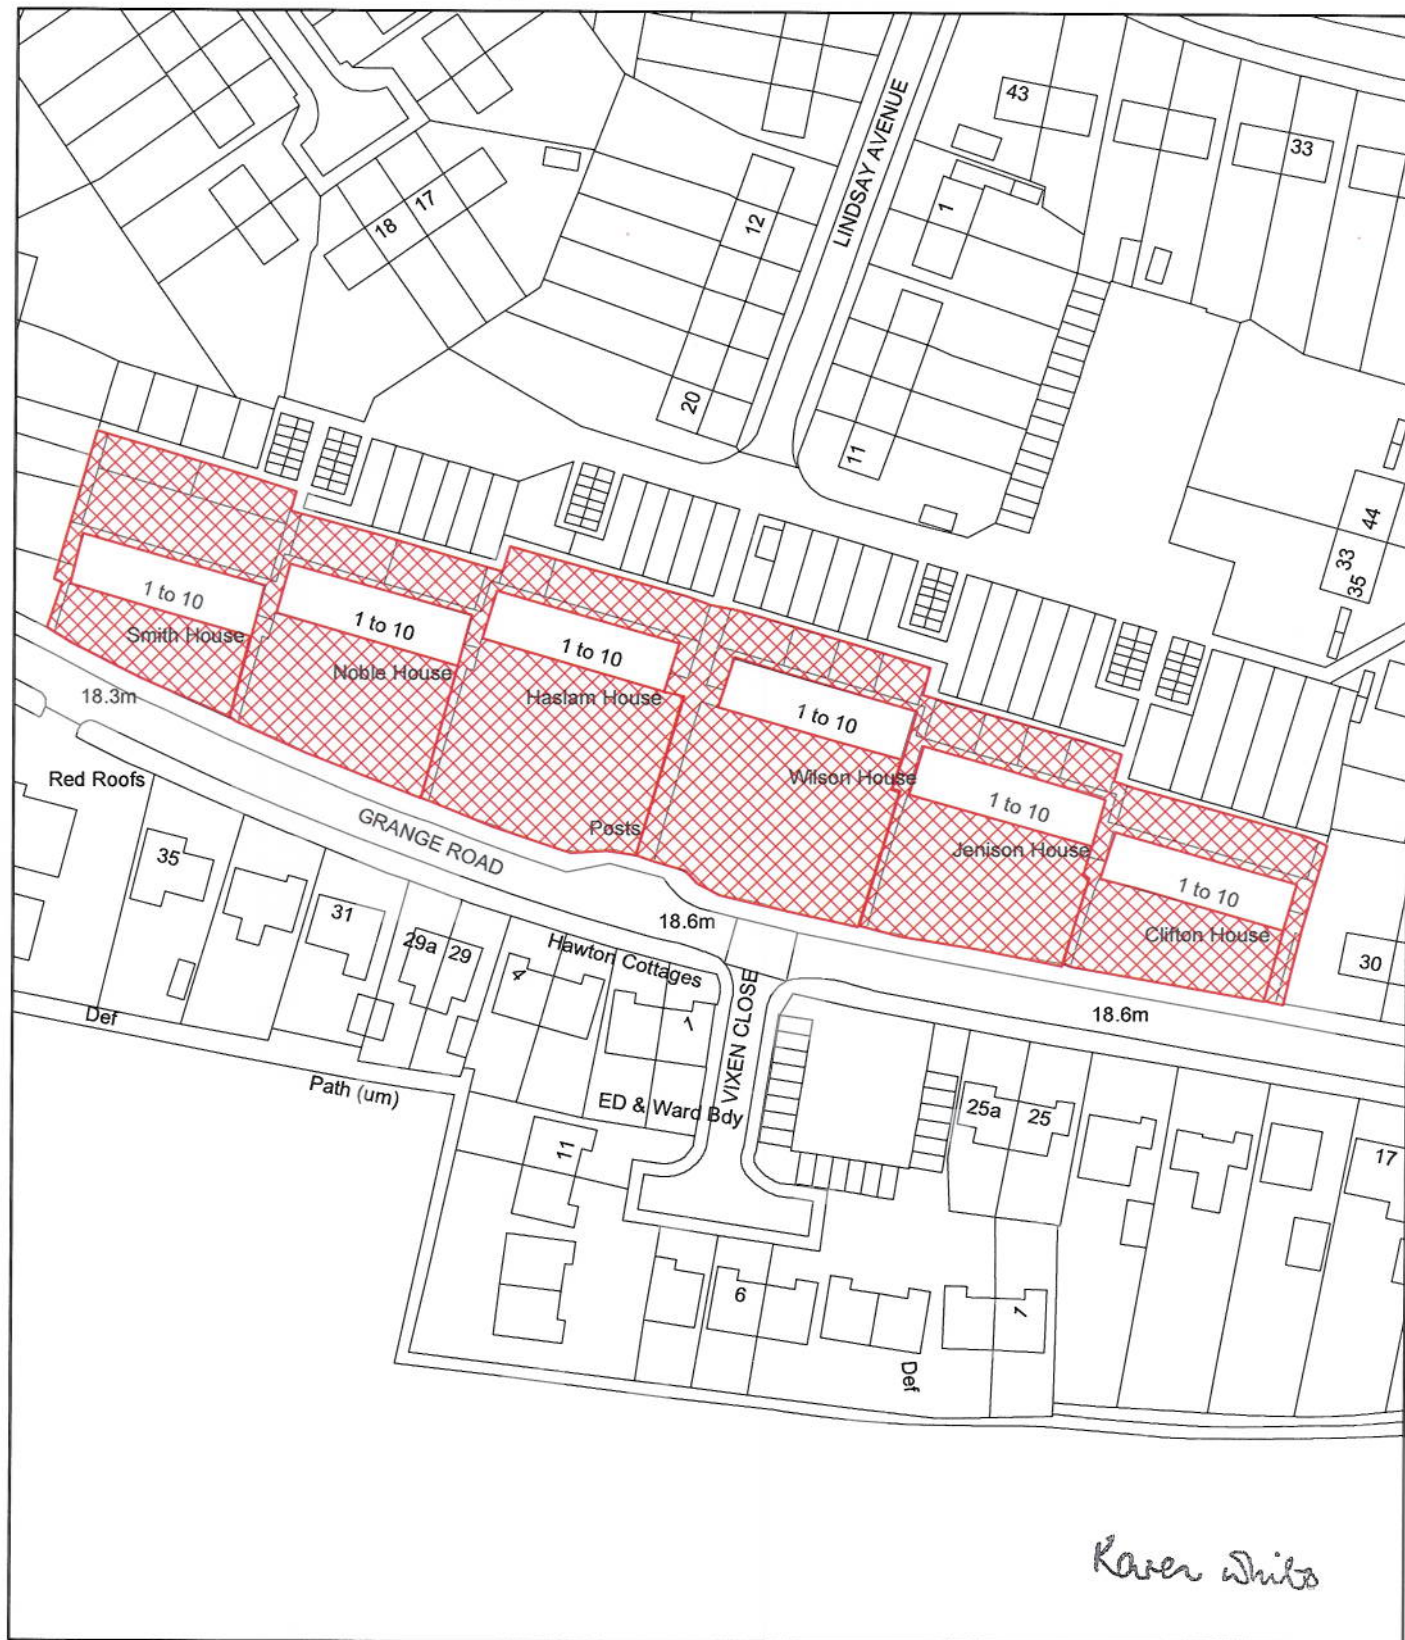 43
33
LINDSAY AVENUE
12
1
18
17
20
11
44
33
35
1 to 10
Smith House
1 to 10
Noble House
1 to 10
Haslam House
1 to 10
Wilson House
1 to 10
Jenison House
1 to 10
Clifton House
18.3m
Red Roofs
GRANGE ROAD
Posts
35
31
29a
29
18.6m
Hawton Cottages
4
1
VIXEN CLOSE
30
18.6m
Def
Path (um)
ED & Ward Bdy
11
25a
25
17
6
1
Def
Karen White